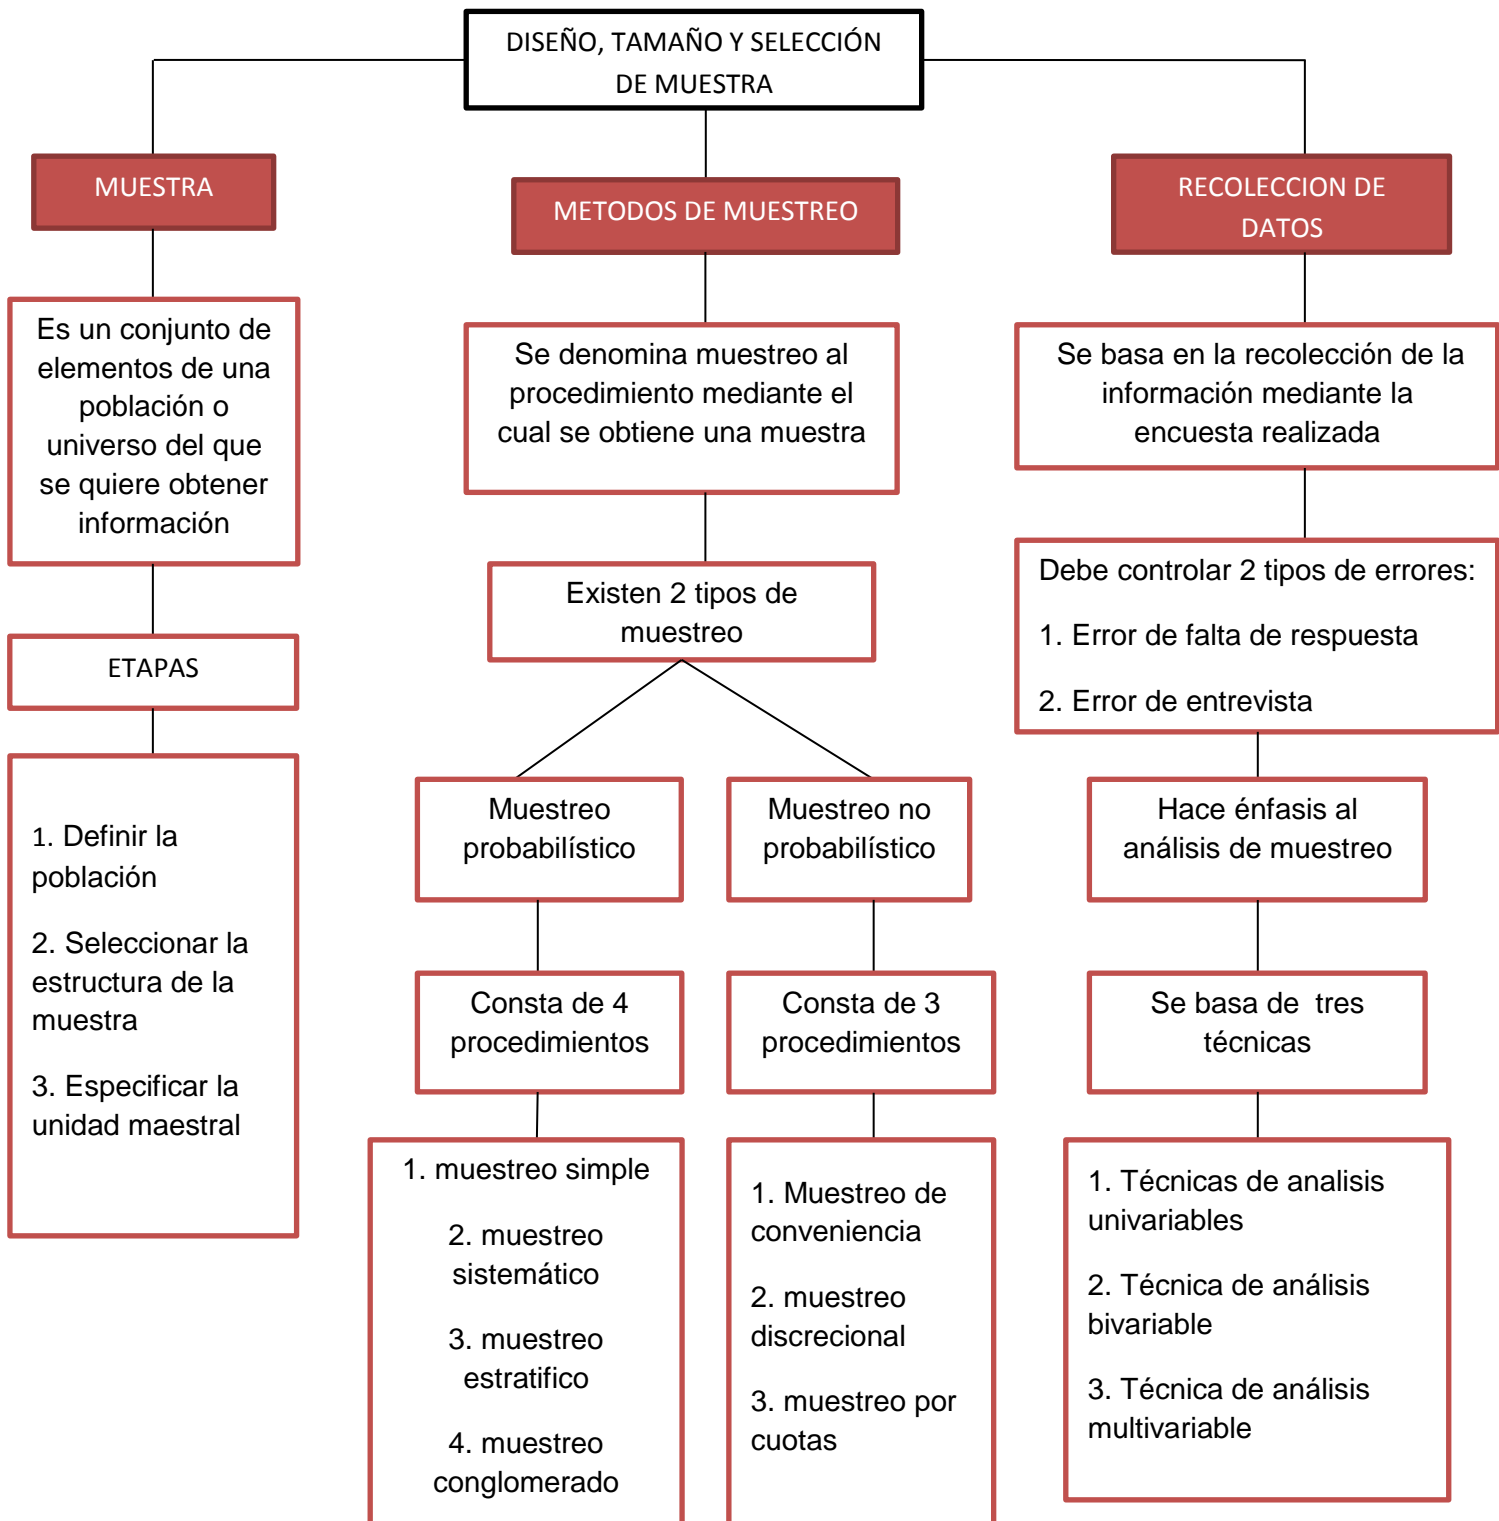 DISEÑO, TAMAÑO Y SELECCIÓN
DE MUESTRA
MUESTRA
Es un conjunto de
elementos de una
población o
universo del que
se quiere obtener
información
ETAPAS
1. Definir la
población
2. Seleccionar la
estructura de la
muestra
3. Especificar la
unidad maestral
METODOS DE MUESTREO
Se denomina muestreo al
procedimiento mediante el
cual se obtiene una muestra
Existen 2 tipos de
muestreo
Muestreo
probabilístico
Consta de 4
procedimientos
1. muestreo simple
2. muestreo
sistemático
3. muestreo
estratifico
4. muestreo
conglomerado
Muestreo no
probabilístico
Consta de 3
procedimientos
1. Muestreo de
conveniencia
2. muestreo
discrecional
3. muestreo por
cuotas
RECOLECCION DE
DATOS
Se basa en la recolección de la
información mediante la
encuesta realizada
Debe controlar 2 tipos de errores:
1. Error de falta de respuesta
2. Error de entrevista
Hace énfasis al
análisis de muestreo
Se basa de tres
técnicas
1. Técnicas de analisis
univariables
2. Técnica de análisis
bivariable
3. Técnica de análisis
multivariable